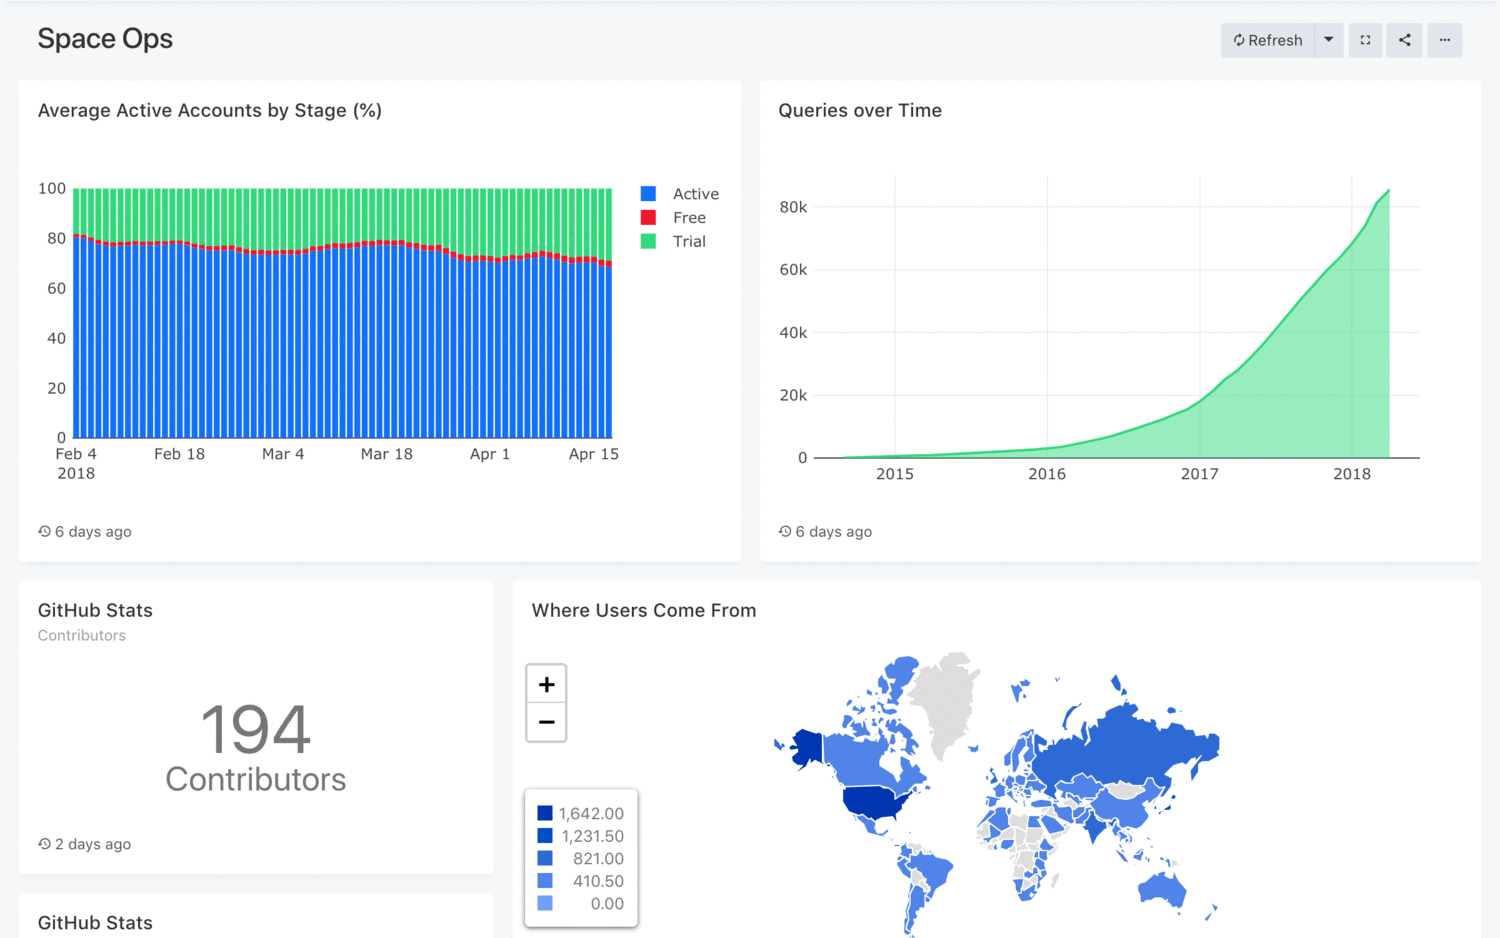 Space Ops
Refresh
Average Active Accounts by Stage (%)
100
80
60
40
20
0
Feb 4
2018
Feb 18
Mar 4
Mar 18
Apr 1
Apr 15
Active
Free
Trial
6 days ago
Queries over Time
80k
60k
40k
20k
0
2015
2016
2017
2018
6 days ago
GitHub Stats
Contributors
194
Contributors
2 days ago
Where Users Come From
+
−
1,642.00
1,231.50
821.00
410.50
0.00
GitHub Stats